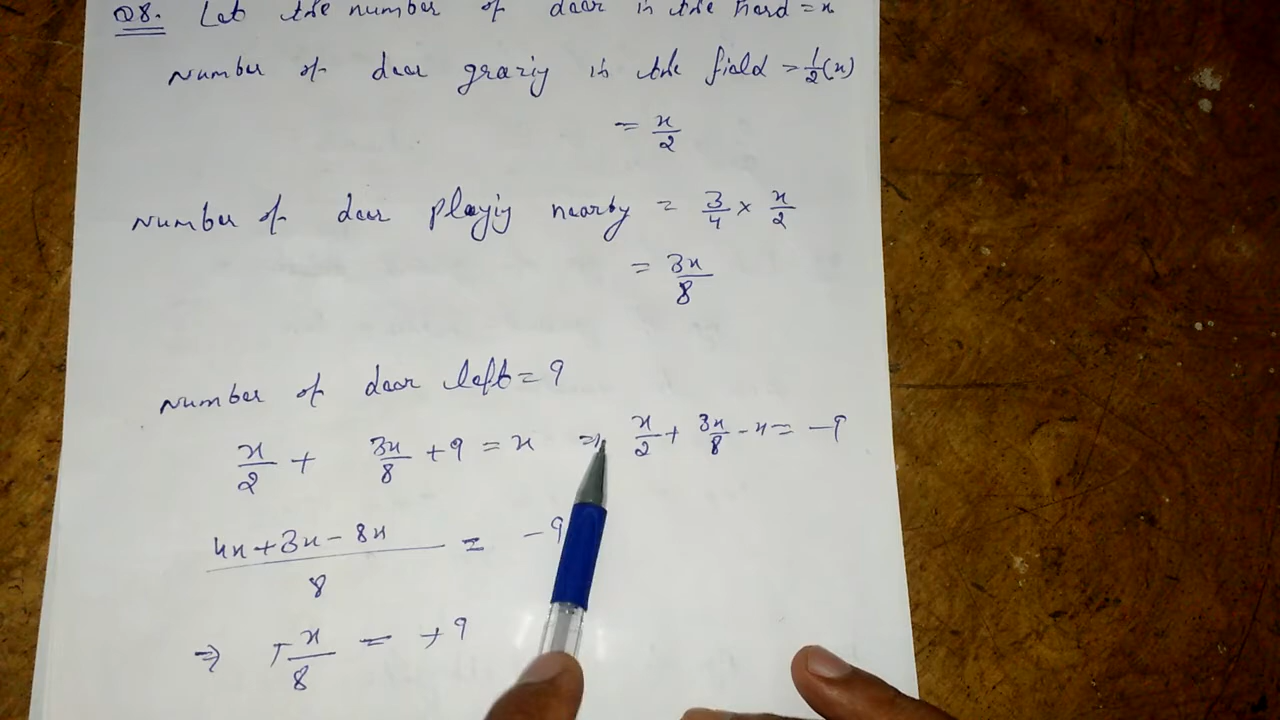 Q8. Let the number of deer in the herd = x
Number of deer grazing in the field = 1/2 (x)
= x/2
Number of deer playing nearby = 3/4 × x/2
= 3x/8
Number of deer left = 9
x/2 + 3x/8 + 9 = x ⇒ x/2 + 3x/8 - x = -9
4x+3x-8x/8 = -9
⇒ +x/8 = +9